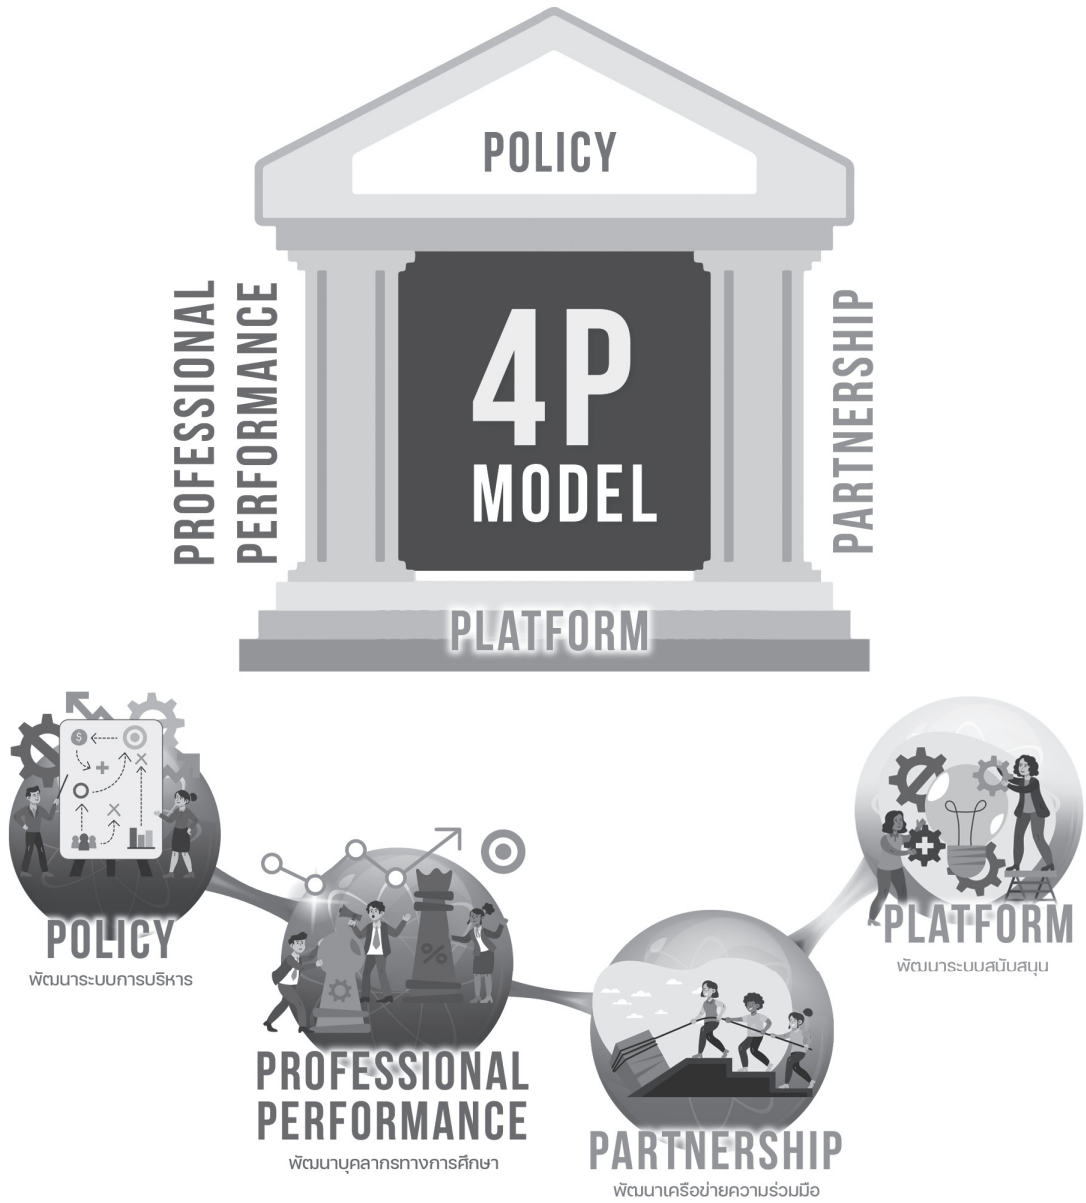 POLICY
PROFESSIONAL
PERFORMANCE
4P
MODEL
PARTNERSHIP
PLATFORM
$
POLICY
พัฒนาระบบการบริหาร
%
PROFESSIONAL
PERFORMANCE
พัฒนาบุคลากรทางการศึกษา
PARTNERSHIP
พัฒนาเครือข่ายความร่วมมือ
PLATFORM
พัฒนาระบบสนับสนุน